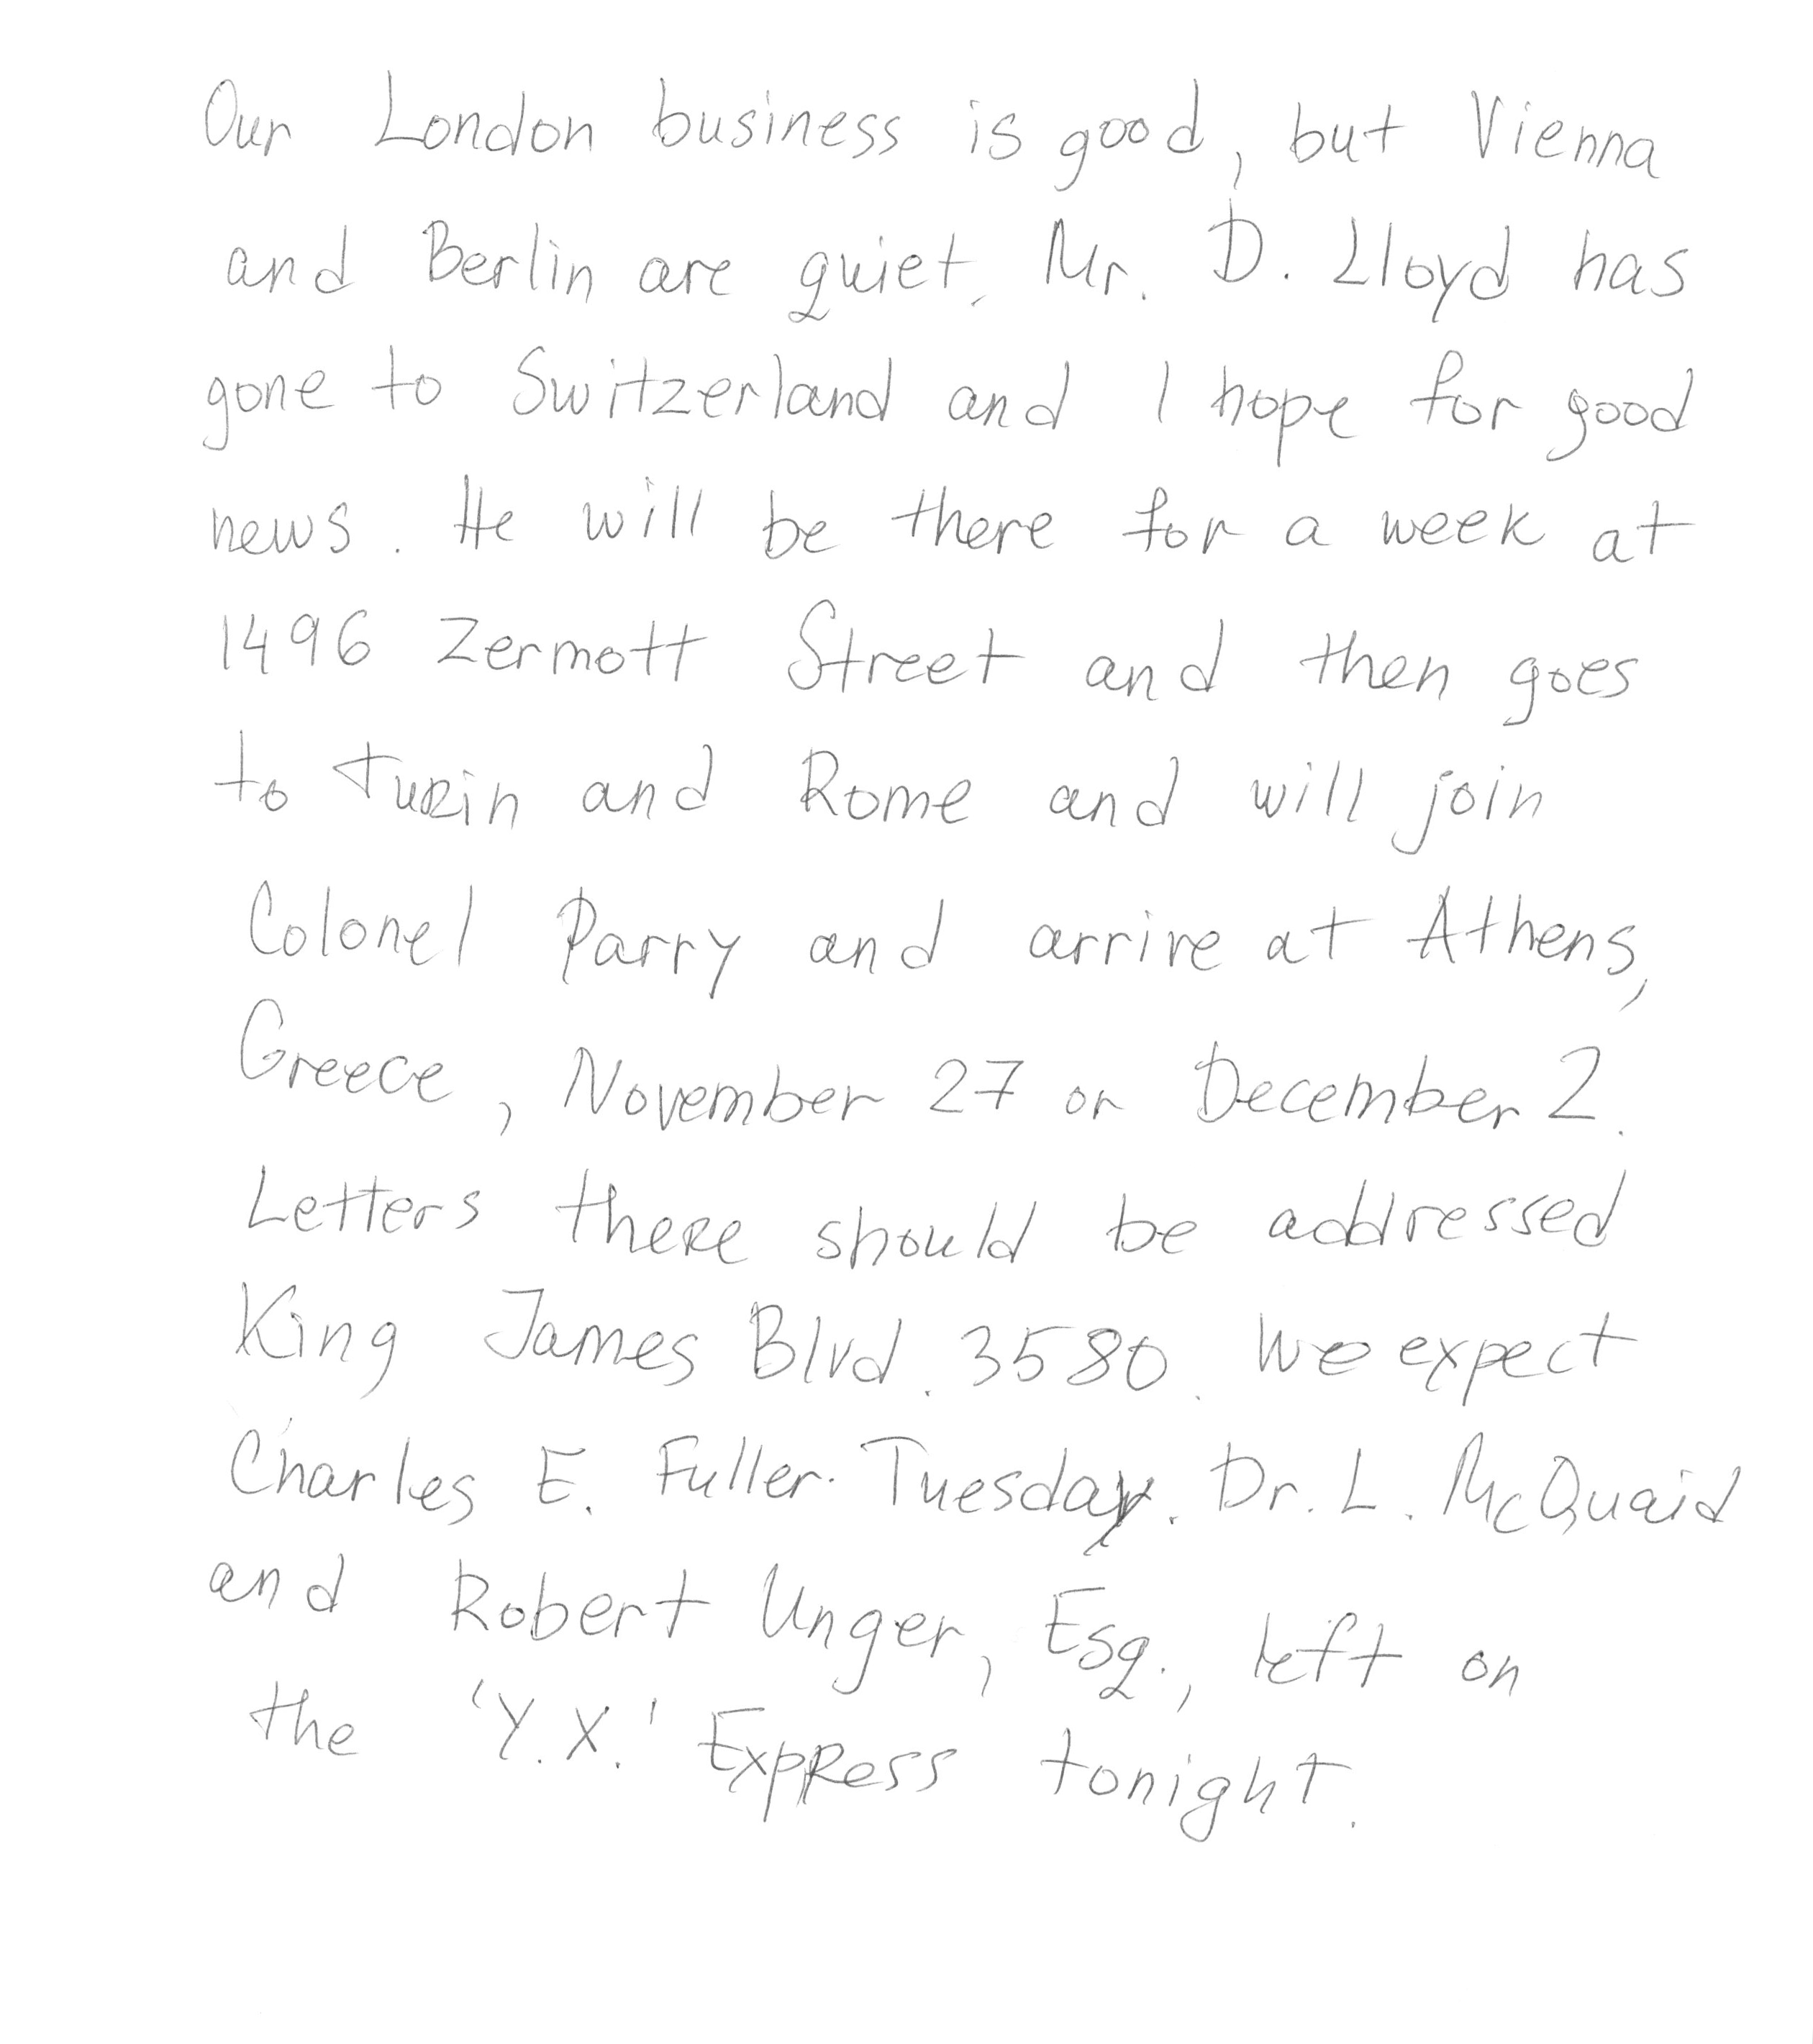 Our London business is good, but Vienna
and Berlin are quiet. Mr. D. Lloyd has
gone to Switzerland and I hope for good
news. He will be there for a week at
1496 Zermott Street and then goes
to Turin and Rome and will join
Colonel Parry and arrive at Athens,
Greece, November 27 or December 2.
Letters there should be addressed
King James Blvd. 3580. We expect
Charles E. Fuller. Tuesday. Dr. L. McQuaid
and Robert Unger, Esq., left on
the 'Y.X.' Express tonight.